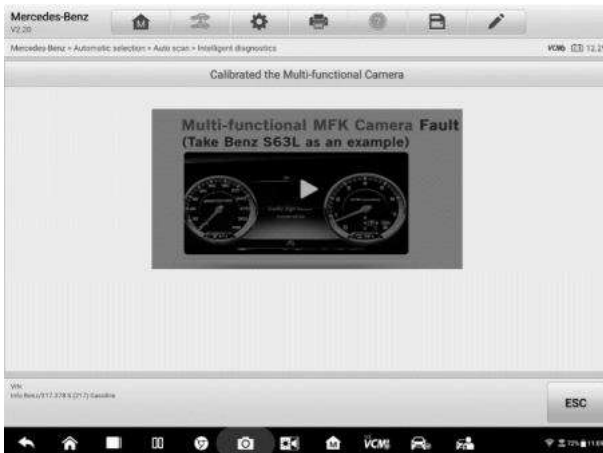 Mercedes-Benz
V2.20
Mercedes-Benz > Automatic selection > Auto scan > Intelligent diagnostics
VCMI
Calibrated the Multi-functional Camera
Multi-functional MFK Camera Fault
(Take Benz S63L as an example)
VIN
ESC
VCMI